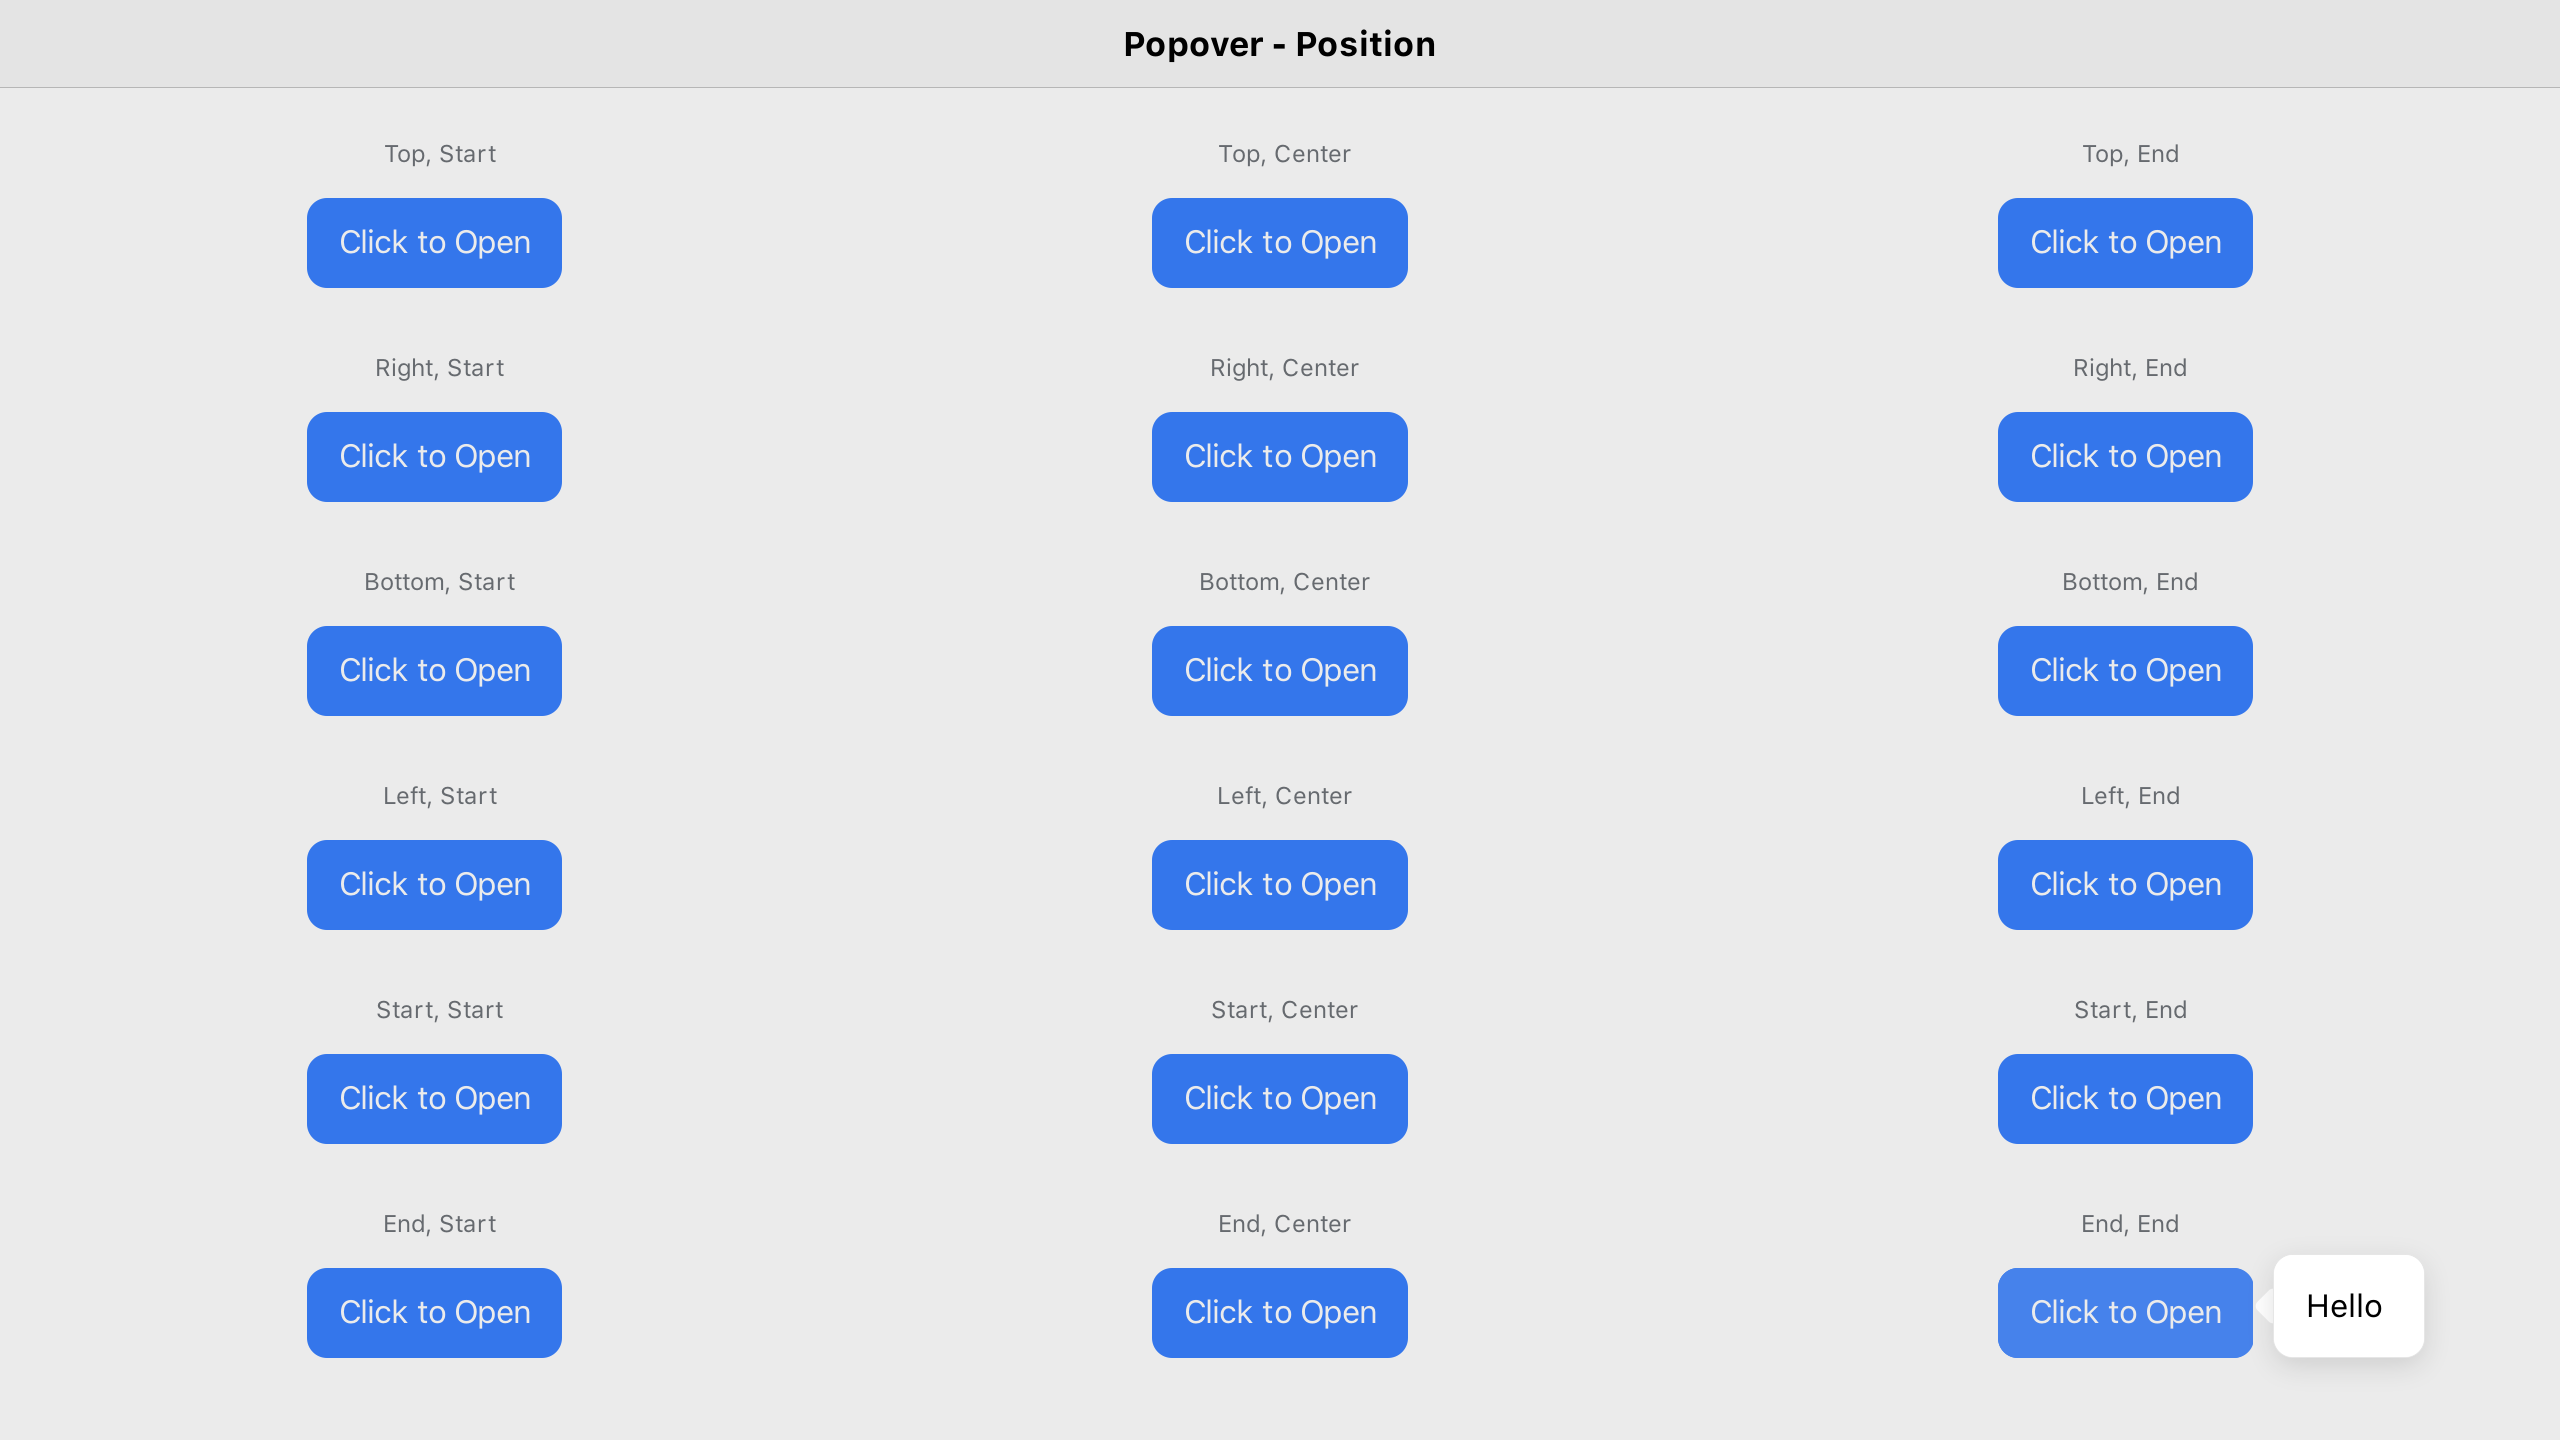 Popover - Position
Top, Start
Top, Center
Top, End
Click to Open
Click to Open
Click to Open
Right, Start
Right, Center
Right, End
Click to Open
Click to Open
Click to Open
Bottom, Start
Bottom, Center
Bottom, End
Click to Open
Click to Open
Click to Open
Left, Start
Left, Center
Left, End
Click to Open
Click to Open
Click to Open
Start, Start
Start, Center
Start, End
Click to Open
Click to Open
Click to Open
End, Start
End, Center
End, End
Click to Open
Click to Open
Click to Open
Hello